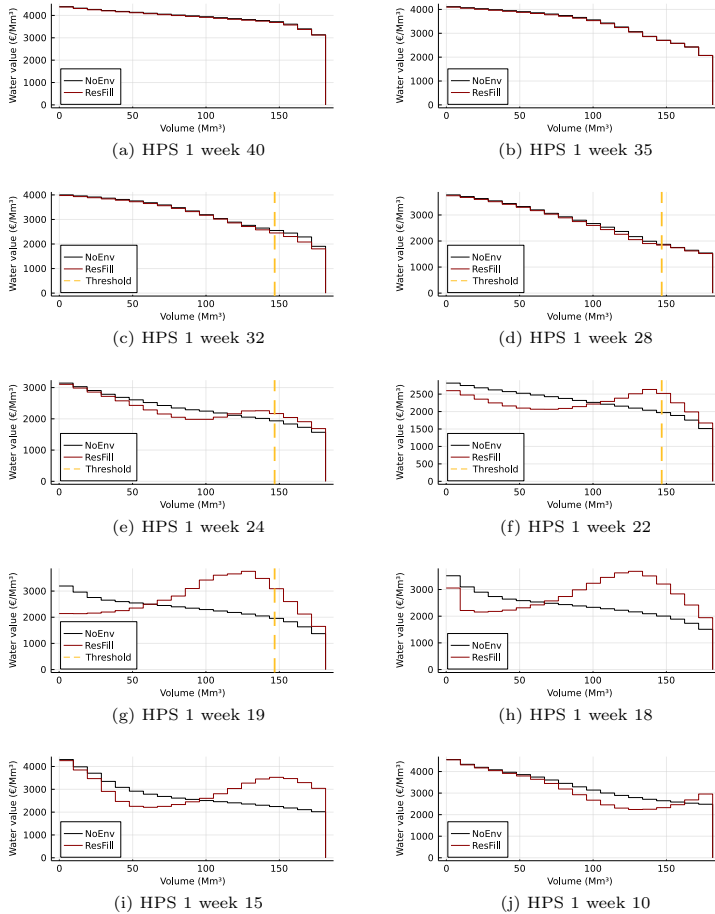 Water value (€/Mm³)
4000
3000
2000
1000
0
NoEnv
ResFill
0
50
100
150
Volume (Mm³)
(a) HPS 1 week 40
Water value (€/Mm³)
4000
3000
2000
1000
0
NoEnv
ResFill
0
50
100
150
Volume (Mm³)
(b) HPS 1 week 35
Water value (€/Mm³)
4000
3000
2000
1000
0
NoEnv
ResFill
Threshold
0
50
100
150
Volume (Mm³)
(c) HPS 1 week 32
Water value (€/Mm³)
3000
2000
1000
0
NoEnv
ResFill
Threshold
0
50
100
150
Volume (Mm³)
(d) HPS 1 week 28
Water value (€/Mm³)
3000
2000
1000
0
NoEnv
ResFill
Threshold
0
50
100
150
Volume (Mm³)
(e) HPS 1 week 24
Water value (€/Mm³)
2500
2000
1500
1000
500
0
NoEnv
ResFill
Threshold
0
50
100
150
Volume (Mm³)
(f) HPS 1 week 22
Water value (€/Mm³)
3000
2000
1000
0
NoEnv
ResFill
Threshold
0
50
100
150
Volume (Mm³)
(g) HPS 1 week 19
Water value (€/Mm³)
3000
2000
1000
0
NoEnv
ResFill
0
50
100
150
Volume (Mm³)
(h) HPS 1 week 18
Water value (€/Mm³)
4000
3000
2000
1000
0
NoEnv
ResFill
0
50
100
150
Volume (Mm³)
(i) HPS 1 week 15
Water value (€/Mm³)
4000
3000
2000
1000
0
NoEnv
ResFill
0
50
100
150
Volume (Mm³)
(j) HPS 1 week 10